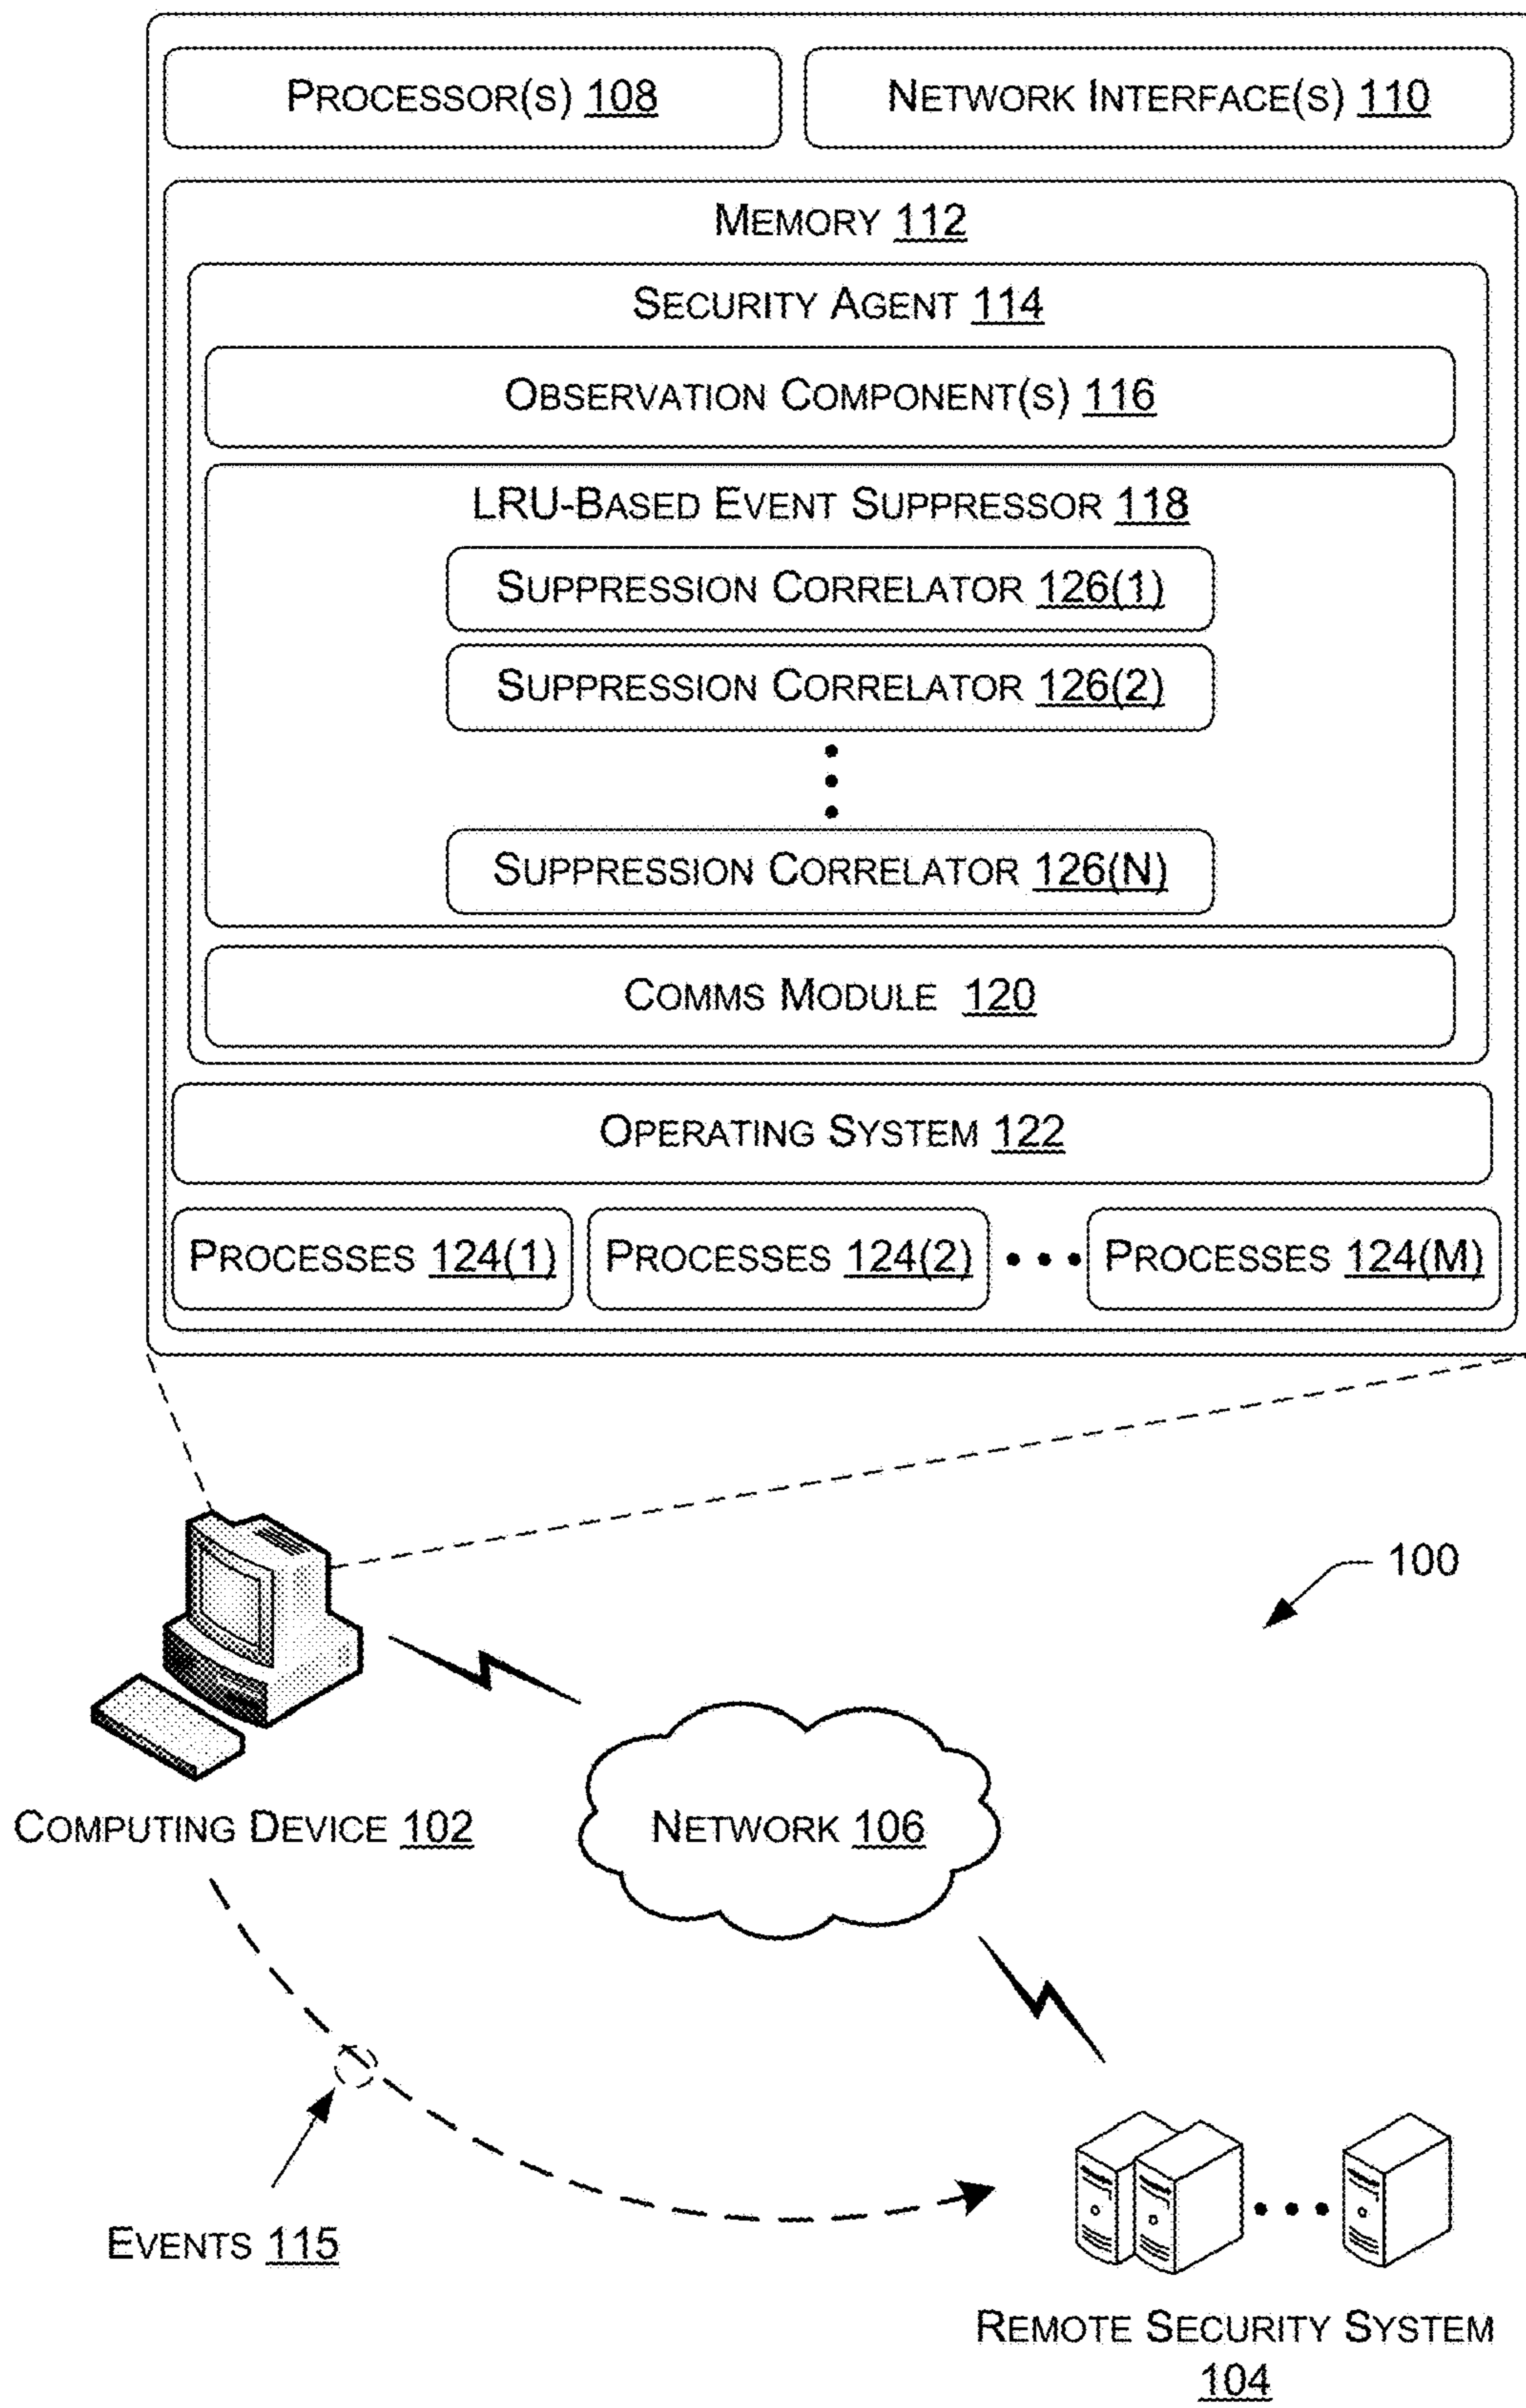 PROCESSOR(S) 108
NETWORK INTERFACE(S) 110
MEMORY 112
SECURITY AGENT 114
OBSERVATION COMPONENT(S) 116
LRU-BASED EVENT SUPPRESSOR 118
SUPPRESSION CORRELATOR 126(1)
SUPPRESSION CORRELATOR 126(2)
SUPPRESSION CORRELATOR 126(N)
COMMS MODULE 120
OPERATING SYSTEM 122
PROCESSES 124(1)
PROCESSES 124(2)
PROCESSES 124(M)
100
COMPUTING DEVICE 102
NETWORK 106
EVENTS 115
REMOTE SECURITY SYSTEM
104